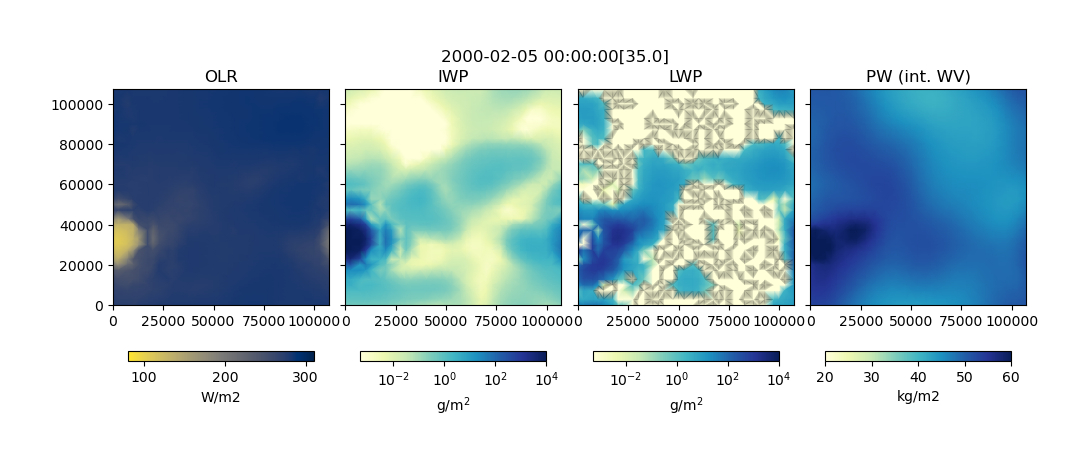 2000-02-05 00:00:00[35.0]
OLR IWP LWP PW (int. WV)
100000
80000
60000
40000
20000
0
0 25000 50000 75000 100000 0 25000 50000 75000 100000 0 25000 50000 75000 100000 0 25000 50000 75000 100000
100 200 300
W/m2
10⁻² 10⁰ 10² 10⁴
g/m²
10⁻² 10⁰ 10² 10⁴
g/m²
20 30 40 50 60
kg/m2